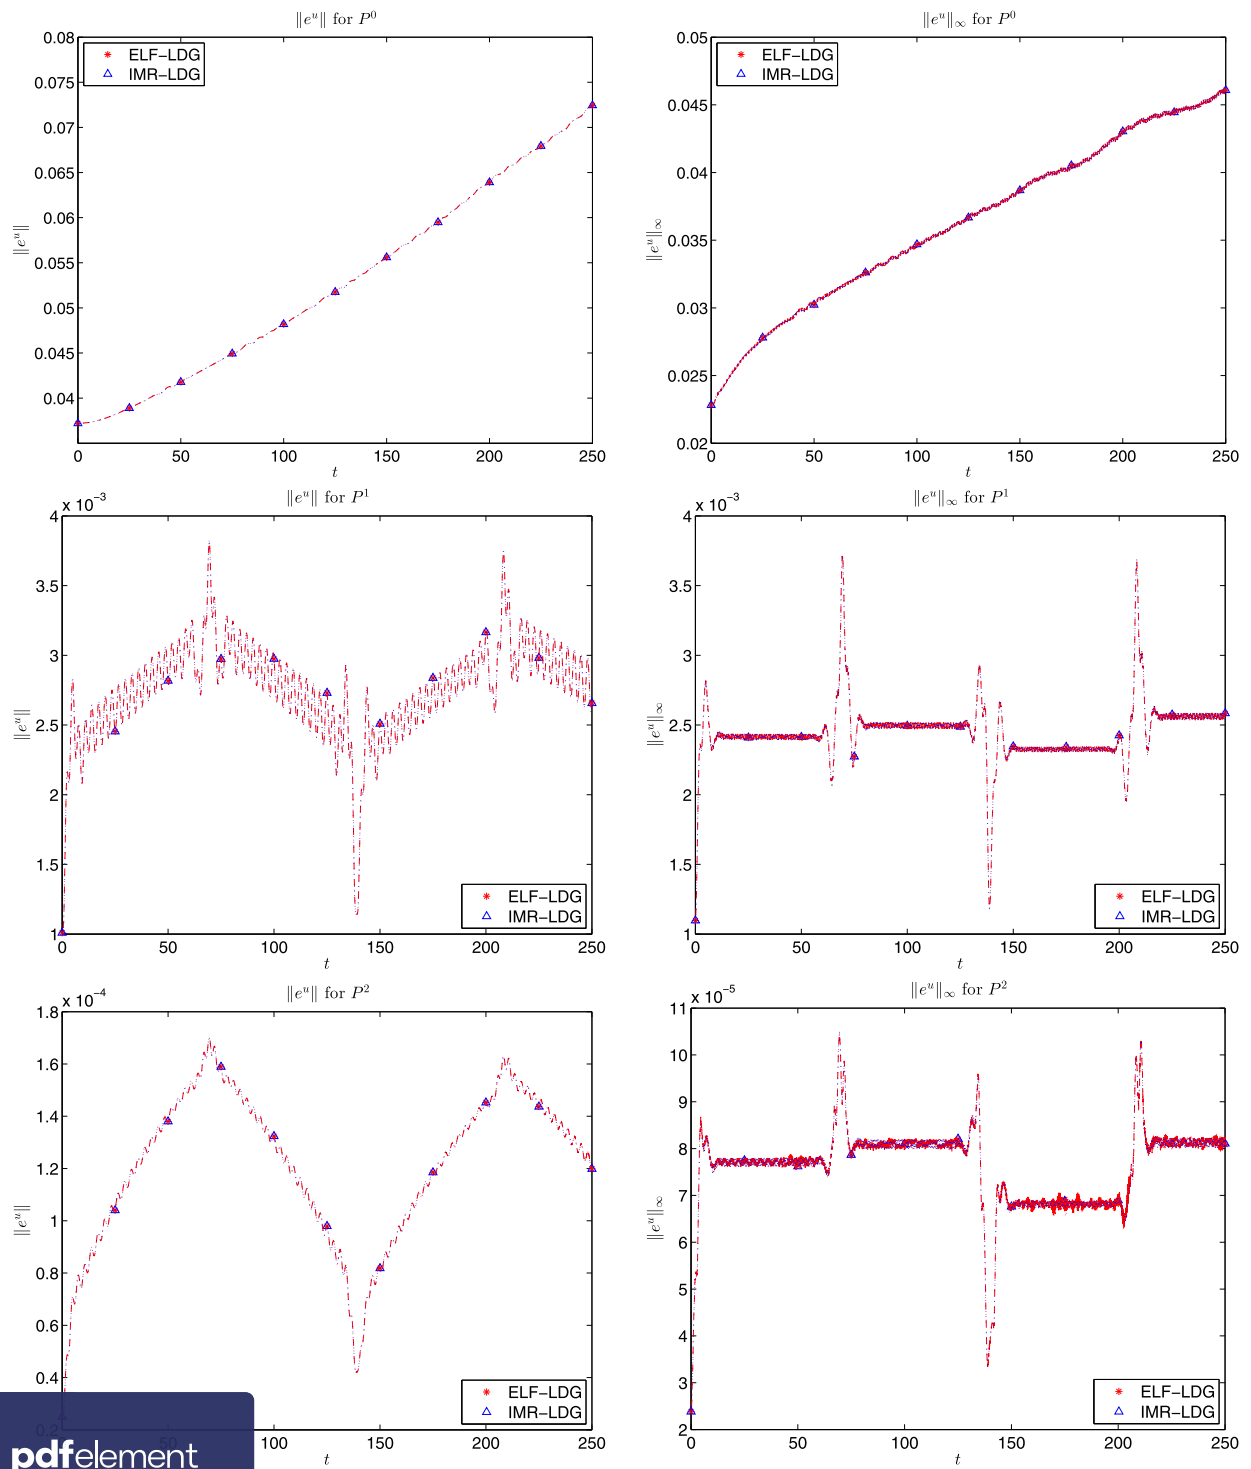 ‖e^u‖ for P^0
0.08
0.075
0.07
0.065
0.06
0.055
0.05
0.045
0.04
‖e^u‖
ELF−LDG
IMR−LDG
0 50 100 150 200 250
t
‖e^u‖∞ for P^0
0.05
0.045
0.04
0.035
0.03
0.025
0.02
‖e^u‖∞
ELF−LDG
IMR−LDG
0 50 100 150 200 250
t
‖e^u‖ for P^1
x 10^−3
4
3.5
3
2.5
2
1.5
1
‖e^u‖
ELF−LDG
IMR−LDG
0 50 100 150 200 250
t
‖e^u‖∞ for P^1
x 10^−3
4
3.5
3
2.5
2
1.5
1
‖e^u‖∞
ELF−LDG
IMR−LDG
0 50 100 150 200 250
t
‖e^u‖ for P^2
x 10^−4
1.8
1.6
1.4
1.2
1
0.8
0.6
0.4
0.2
‖e^u‖
ELF−LDG
IMR−LDG
50 100 150 200 250
t
‖e^u‖∞ for P^2
x 10^−5
11
10
9
8
7
6
5
4
3
2
‖e^u‖∞
ELF−LDG
IMR−LDG
0 50 100 150 200 250
t
pdfelement